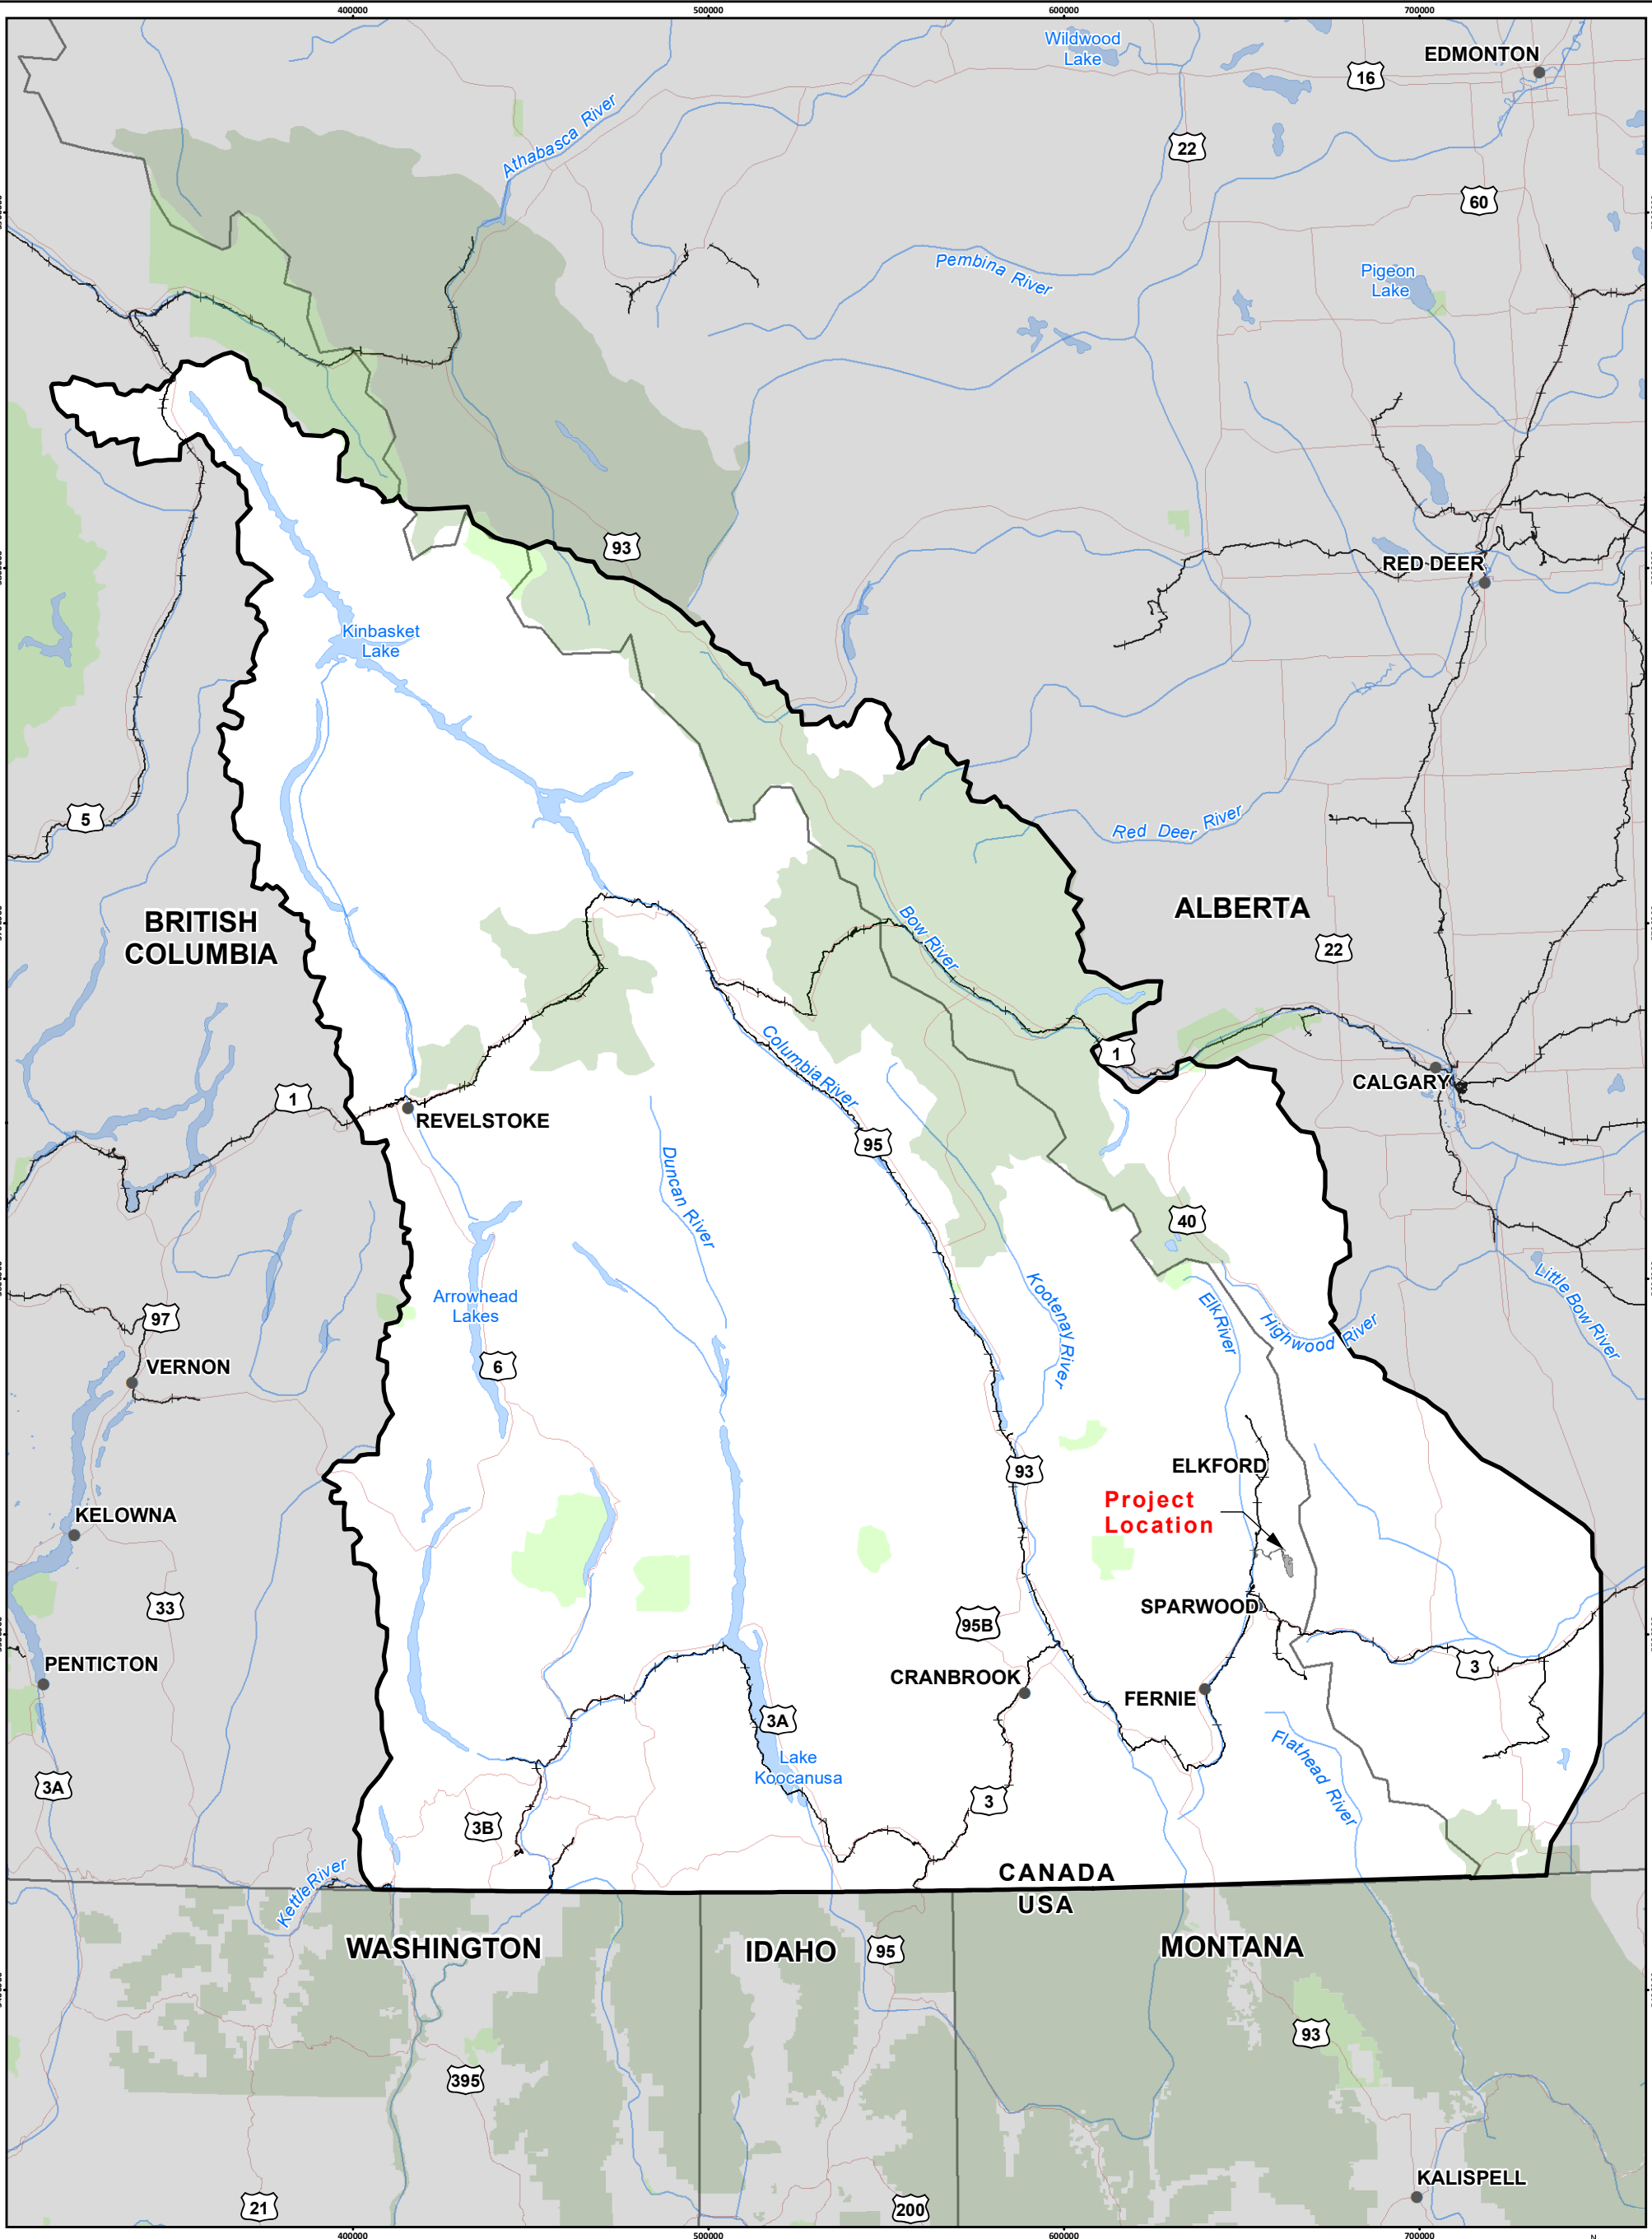 400000
500000
600000
700000
Wildwood
Lake
EDMONTON
16
Athabasca River
22
60
Pembina River
Pigeon
Lake
93
RED DEER
Kinbasket
Lake
5
Red Deer River
BRITISH
COLUMBIA
ALBERTA
Bow River
22
Columbia River
1
CALGARY
1
REVELSTOKE
95
Duncan River
40
Kootenay River
Elk River
Highwood River
Little Bow River
Arrowhead
Lakes
97
6
VERNON
ELKFORD
93
Project
Location
KELOWNA
33
SPARWOOD
95B
PENTICTON
3
CRANBROOK
FERNIE
3A
Flathead River
Lake
Koocanusa
3A
3
3B
Kettle River
CANADA
USA
WASHINGTON
IDAHO
95
MONTANA
93
395
KALISPELL
21
200
400000
500000
600000
700000